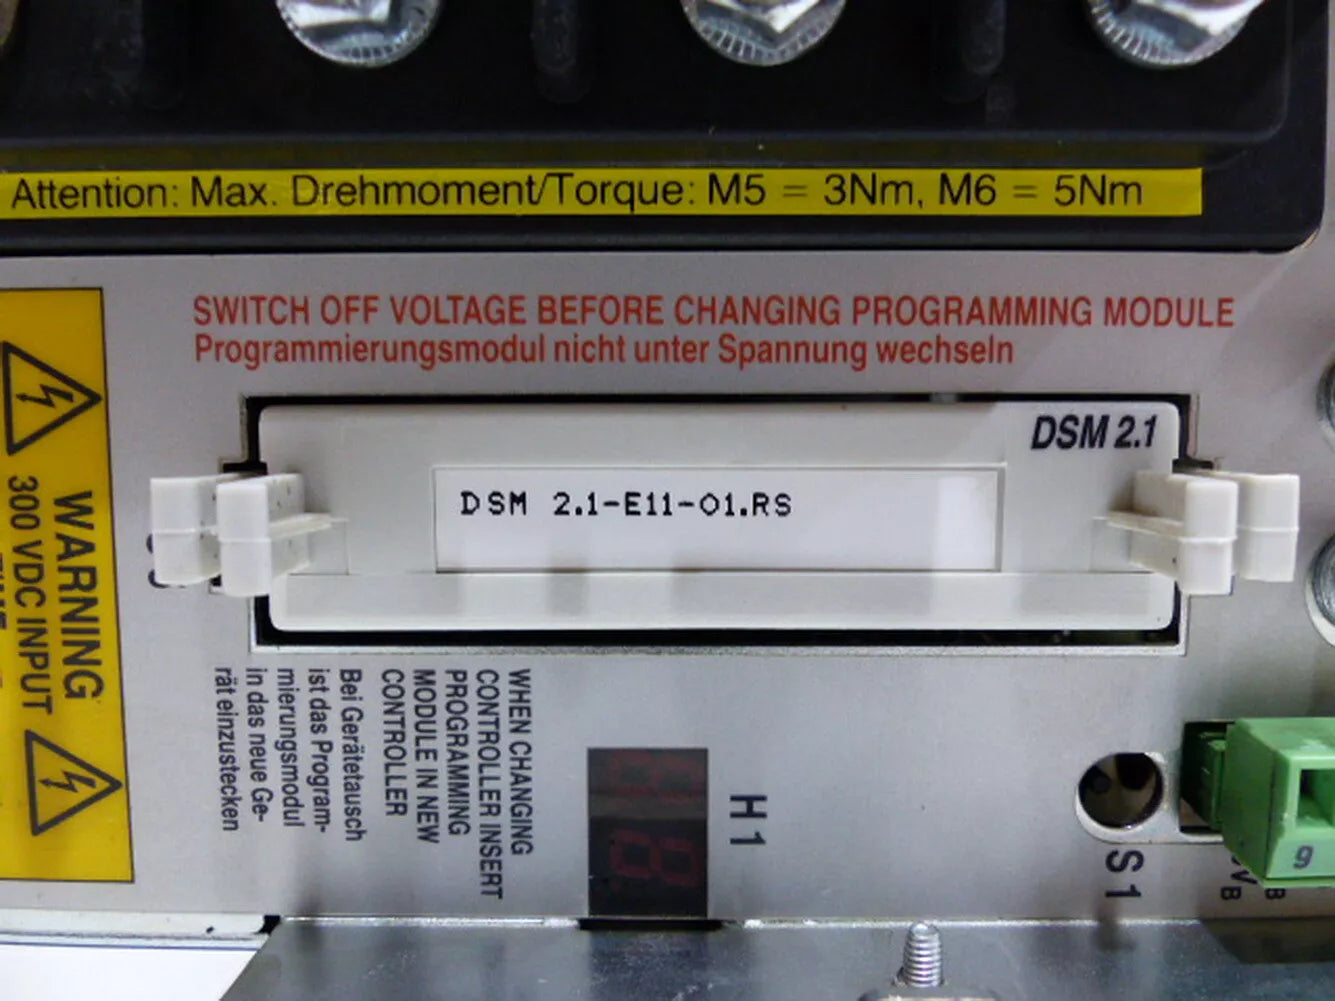 Attention: Max. Drehmoment/Torque: M5 = 3Nm, M6 = 5Nm
SWITCH OFF VOLTAGE BEFORE CHANGING PROGRAMMING MODULE
Programmierungsmodul nicht unter Spannung wechseln
DSM 2.1
DSM 2.1-E11-01.RS
WARNING
300 VDC INPUT
WHEN CHANGING
CONTROLLER INSERT
PROGRAMMING
MODULE IN NEW
CONTROLLER
Bei Gerätetausch
ist das Program-
mierungsmodul
in das neue Ge-
rät einzustecken
H1
S1
9
B
B